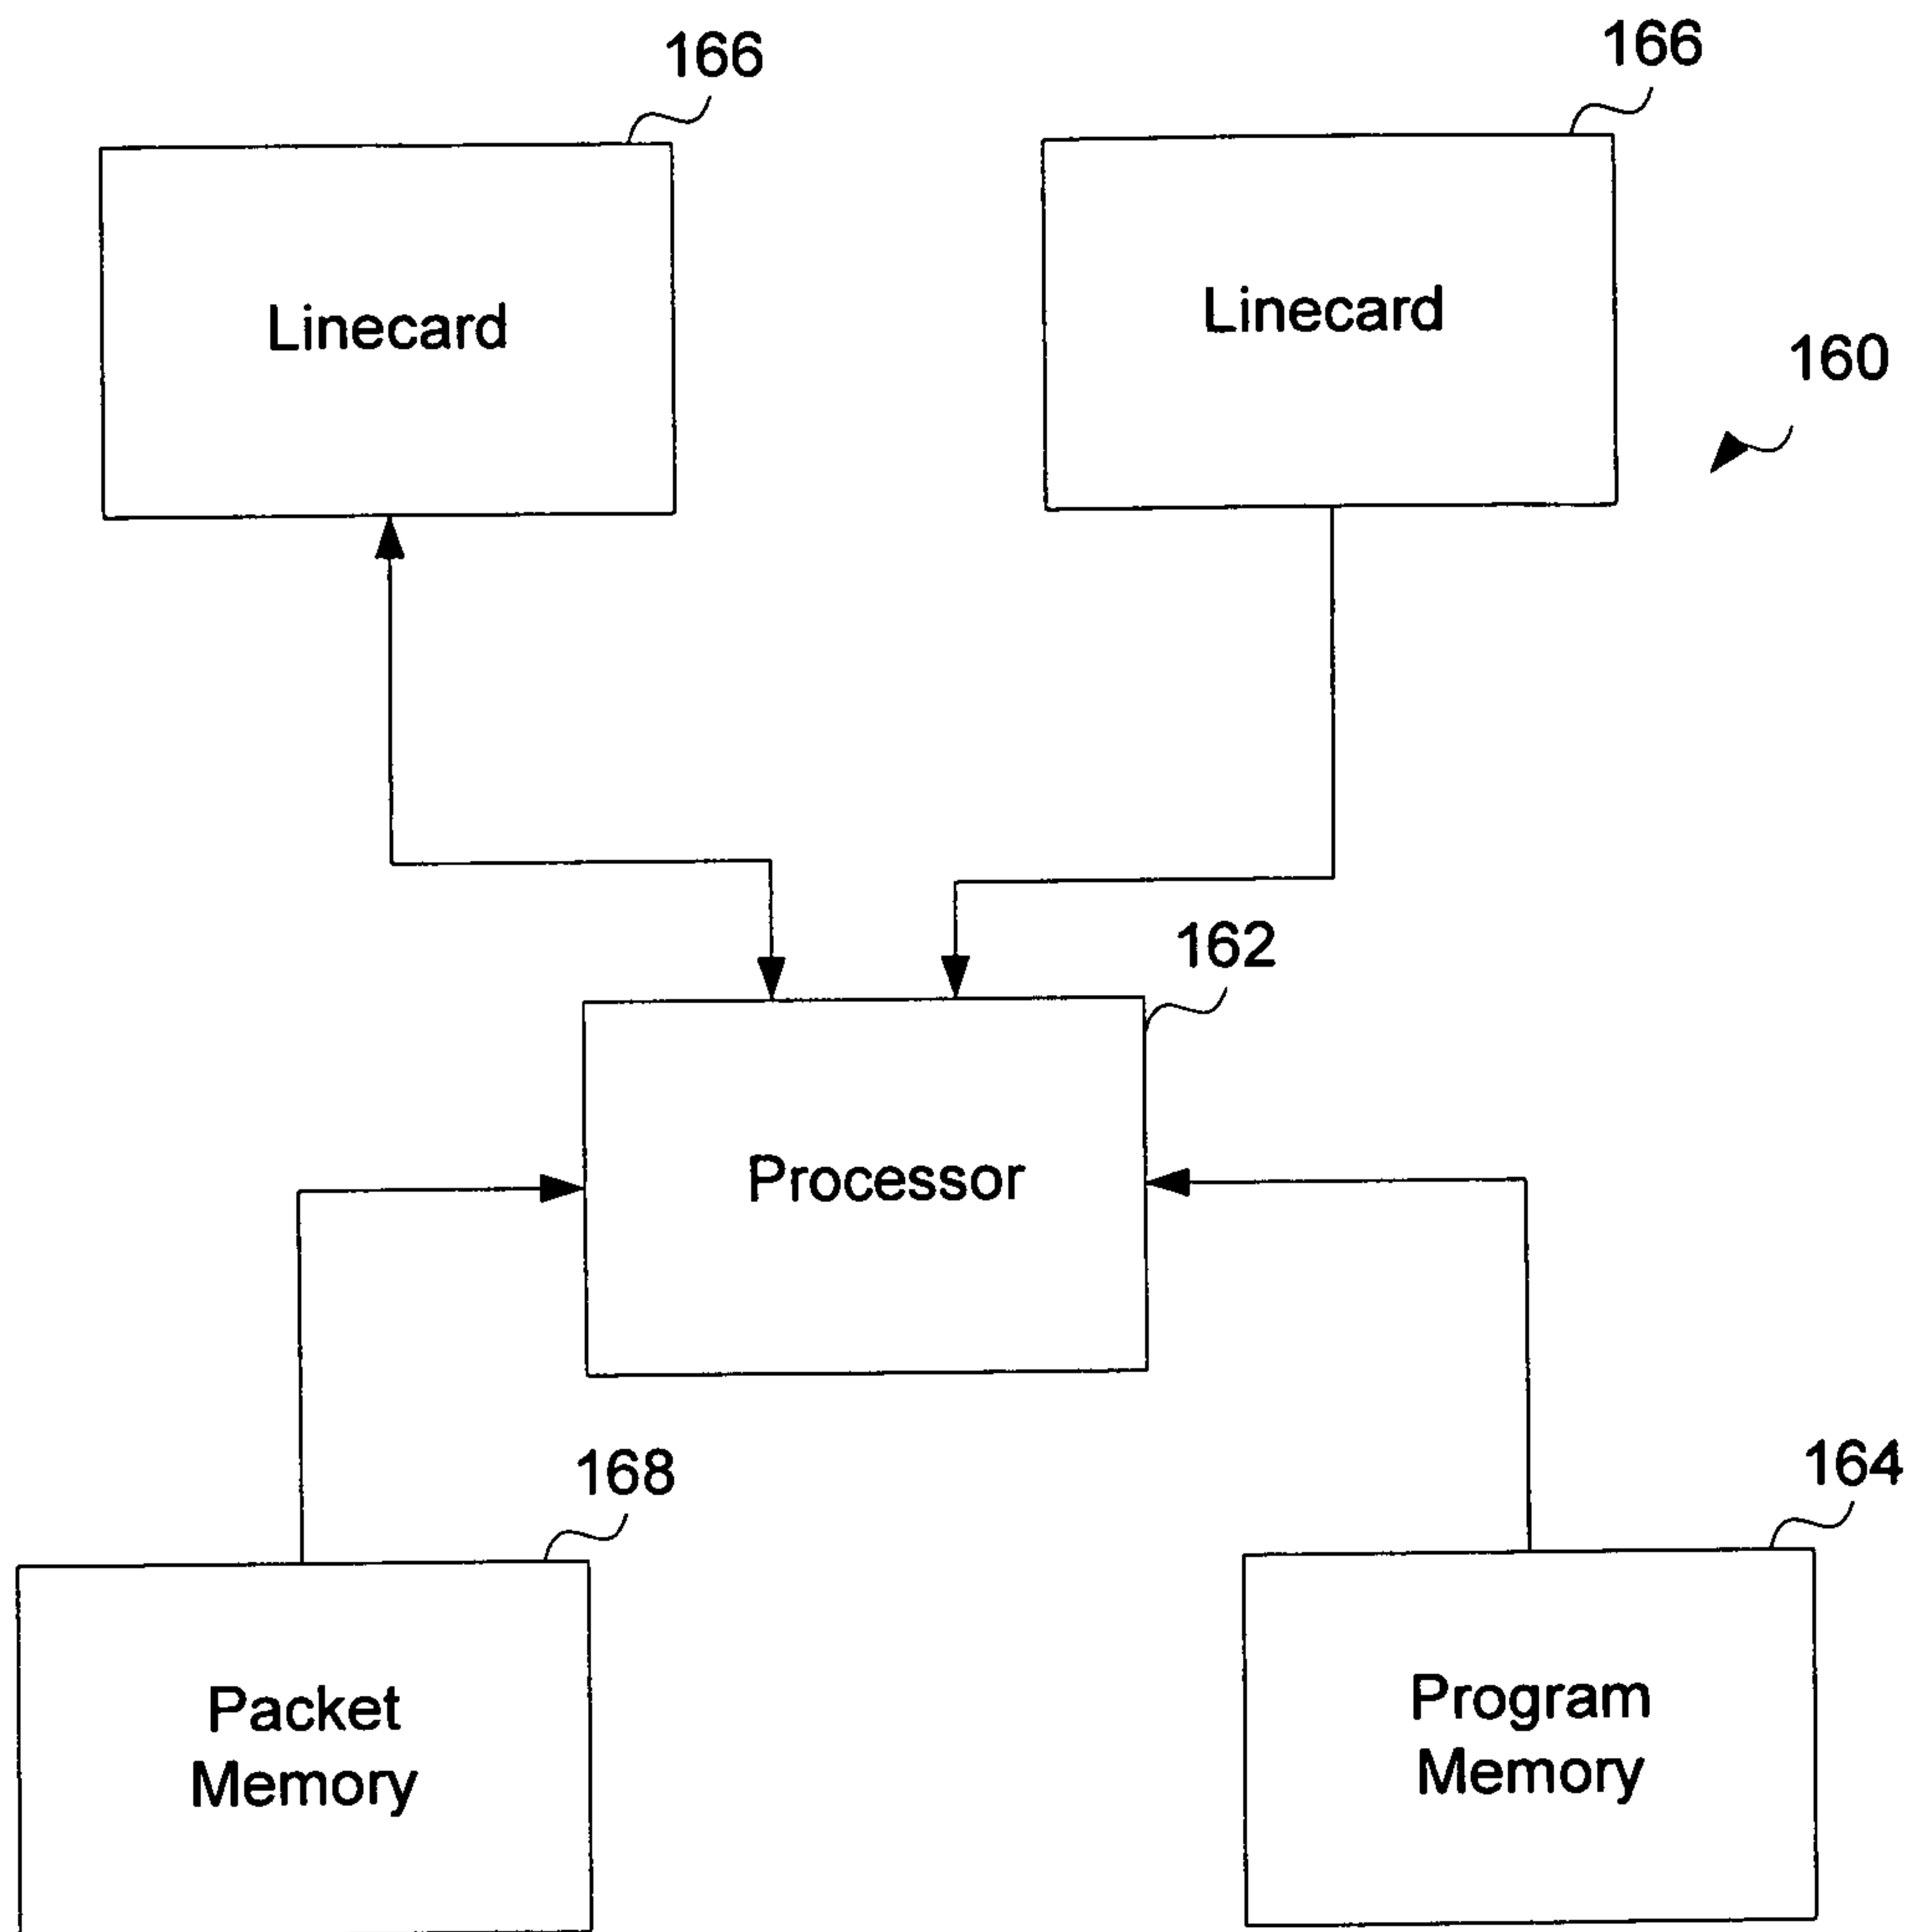 166
166
Linecard
Linecard
160
162
Processor
168
164
Packet
Memory
Program
Memory